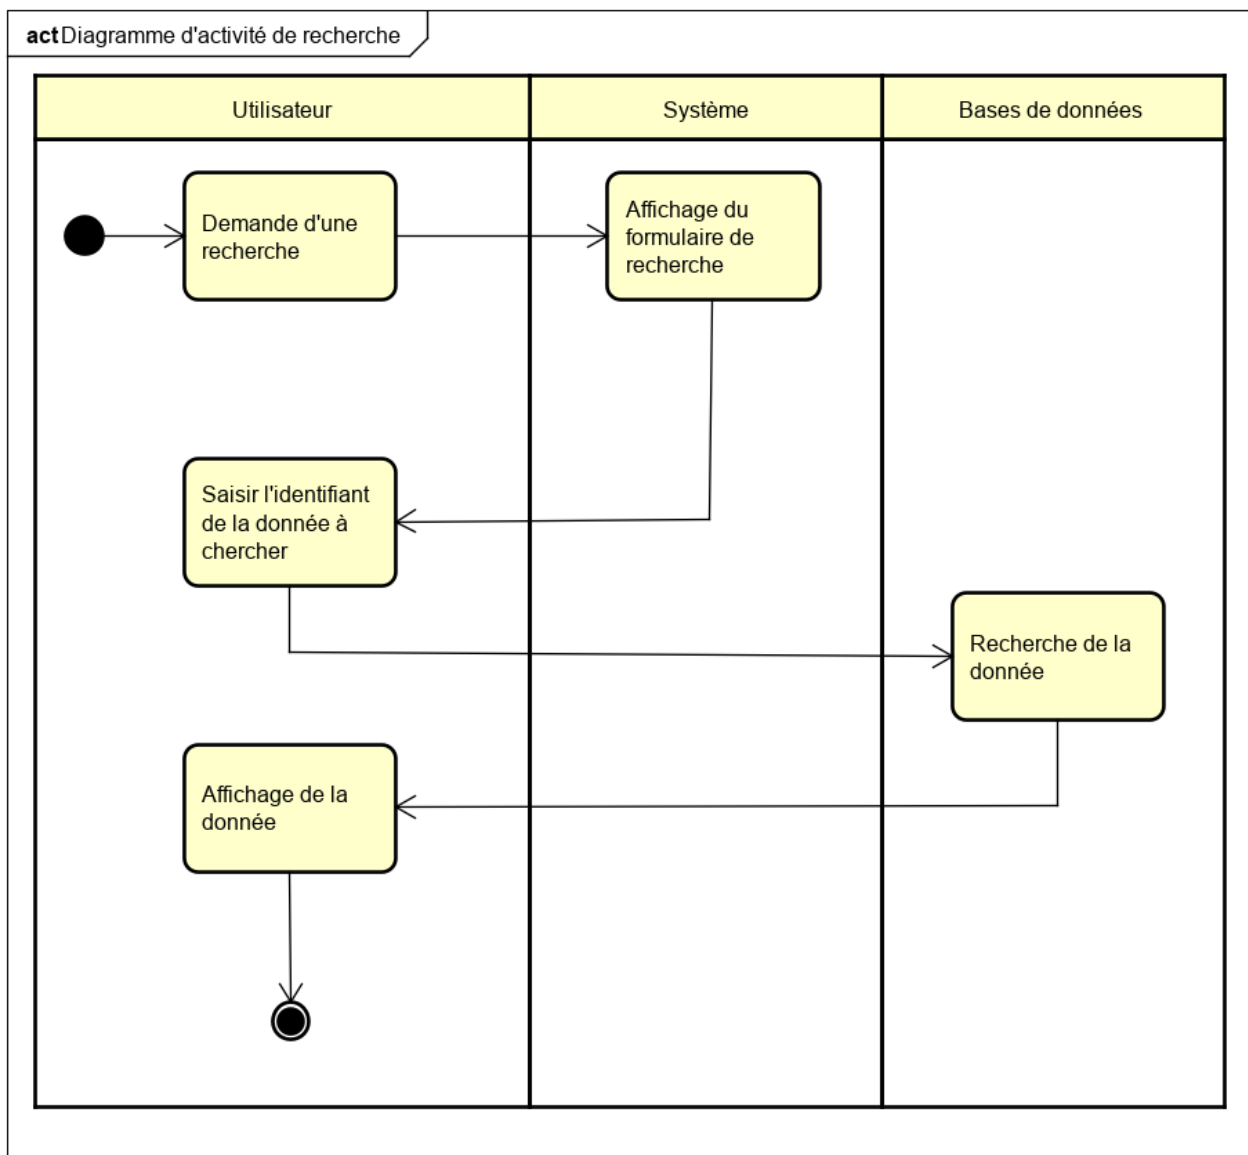 act Diagramme d'activité de recherche
Utilisateur
Système
Bases de données
Demande d'une
recherche
Affichage du
formulaire de
recherche
Saisir l'identifiant
de la donnée à
chercher
Recherche de la
donnée
Affichage de la
donnée